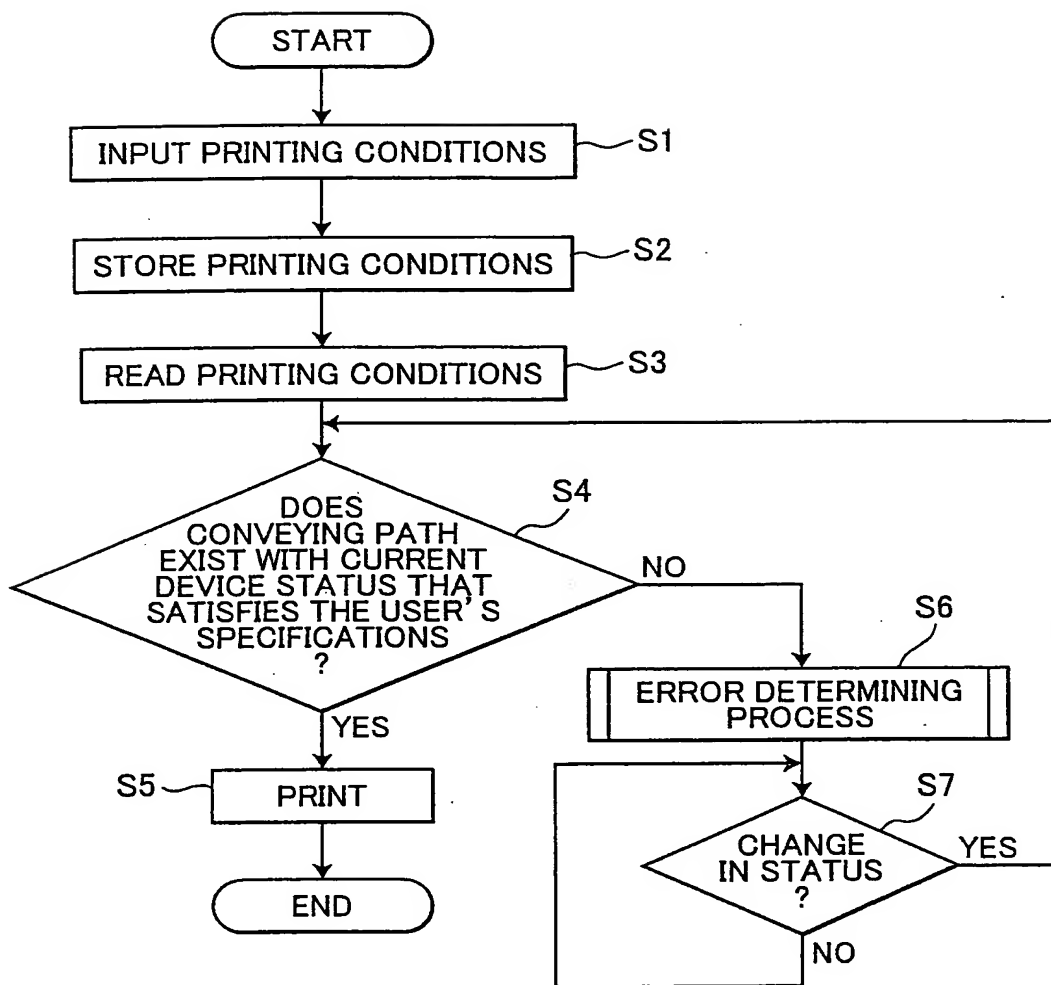 START
INPUT PRINTING CONDITIONS
S1
STORE PRINTING CONDITIONS
S2
READ PRINTING CONDITIONS
S3
DOES
CONVEYING PATH
EXIST WITH CURRENT
DEVICE STATUS THAT
SATISFIES THE USER'S
SPECIFICATIONS
?
S4
NO
YES
S6
ERROR DETERMINING
PROCESS
S5
PRINT
S7
CHANGE
IN STATUS
?
YES
NO
END